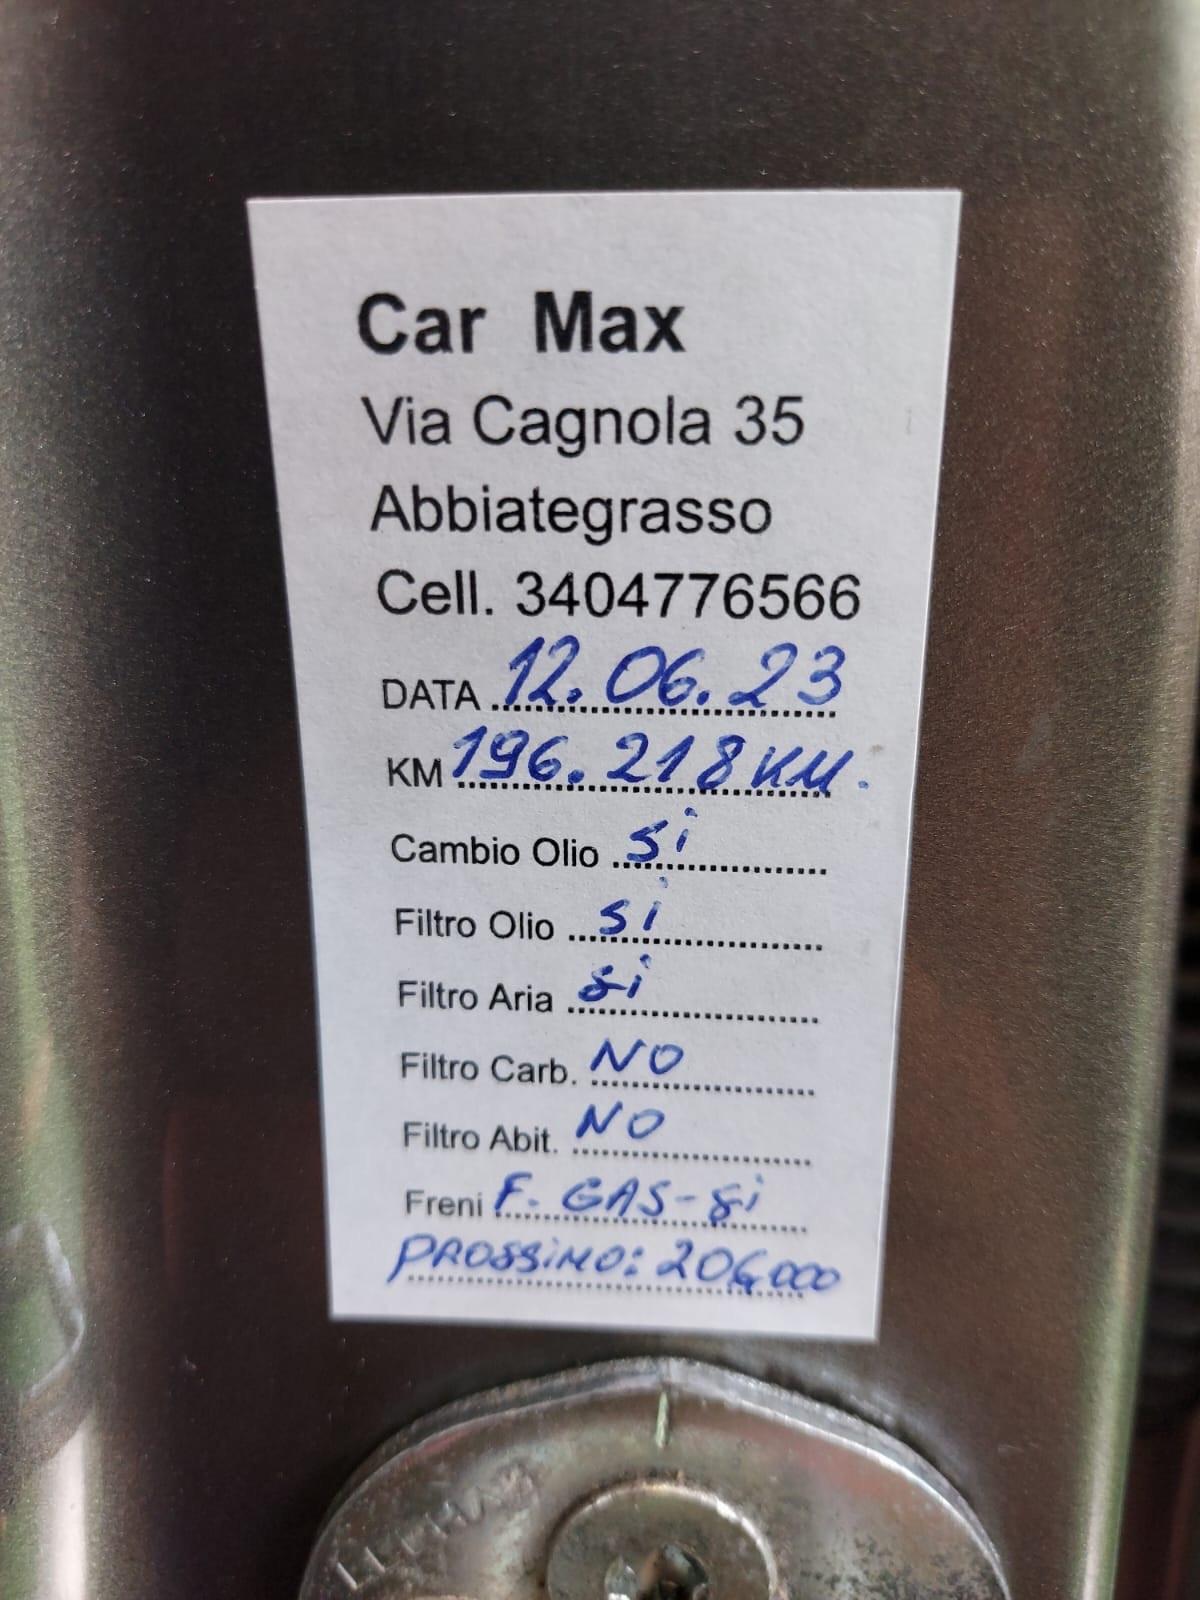 Car Max
Via Cagnola 35
Abbiategrasso
Cell. 3404776566
DATA 12.06.23
KM 196.218 KM.
Cambio Olio si
Filtro Olio si
Filtro Aria si
Filtro Carb. NO
Filtro Abit. NO
Freni F. GAS-si
PROSSIMO: 206,000